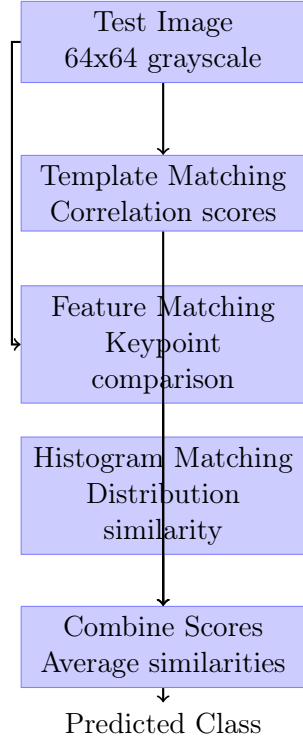 Test Image
64x64 grayscale
Template Matching
Correlation scores
Feature Matching
Keypoint
comparison
Histogram Matching
Distribution
similarity
Combine Scores
Average similarities
Predicted Class